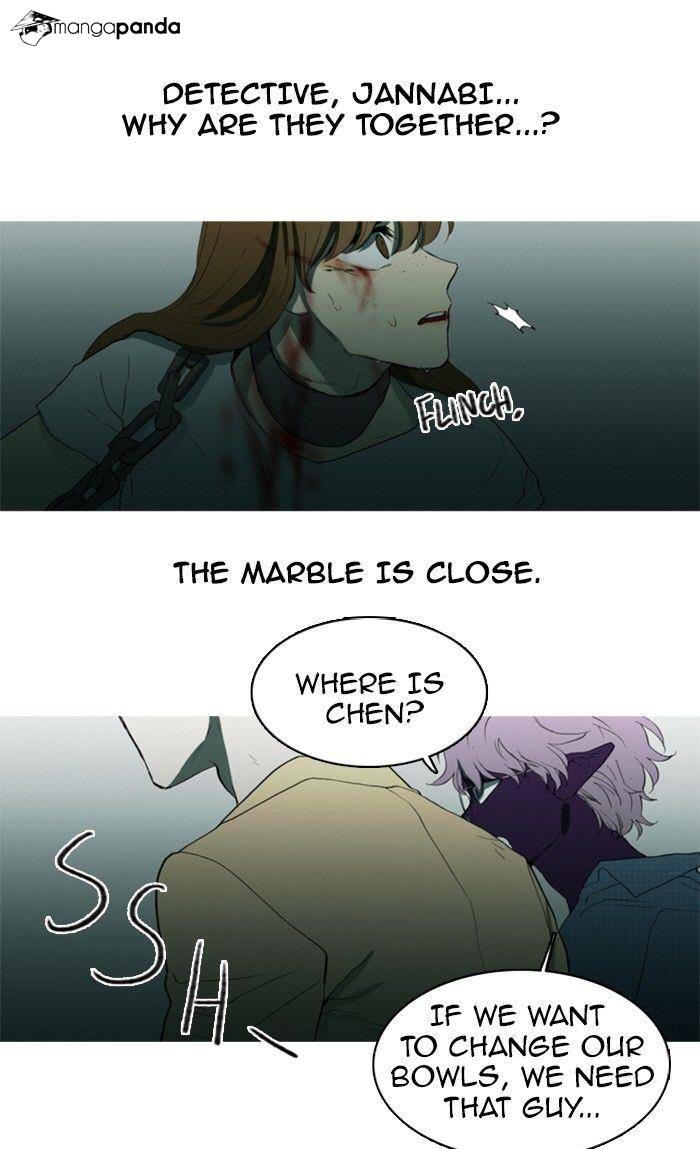 mangapanda
DETECTIVE, JANNABI...
WHY ARE THEY TOGETHER...?
FLINCH,
THE MARBLE IS CLOSE.
WHERE IS
CHEN?
SSH
IF WE WANT
TO CHANGE OUR
BOWLS, WE NEED
THAT GUY...